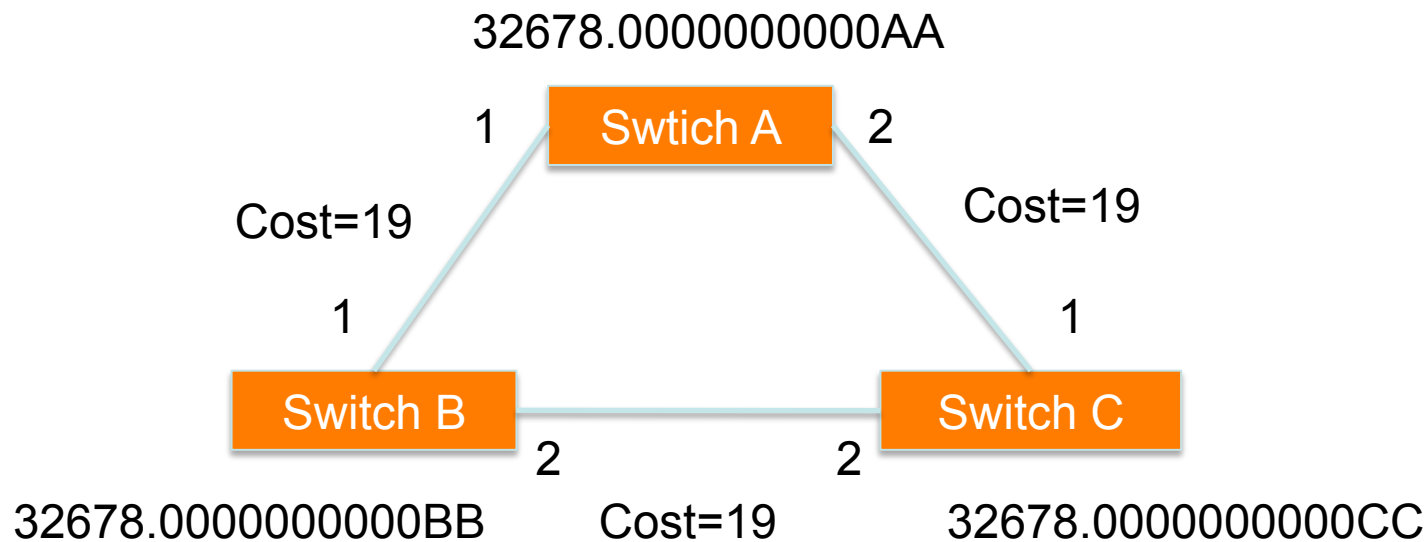 32678.0000000000AA
1
Swtich A
2
Cost=19
Cost=19
1
1
Switch B
Switch C
2
2
32678.0000000000BB
Cost=19
32678.0000000000CC